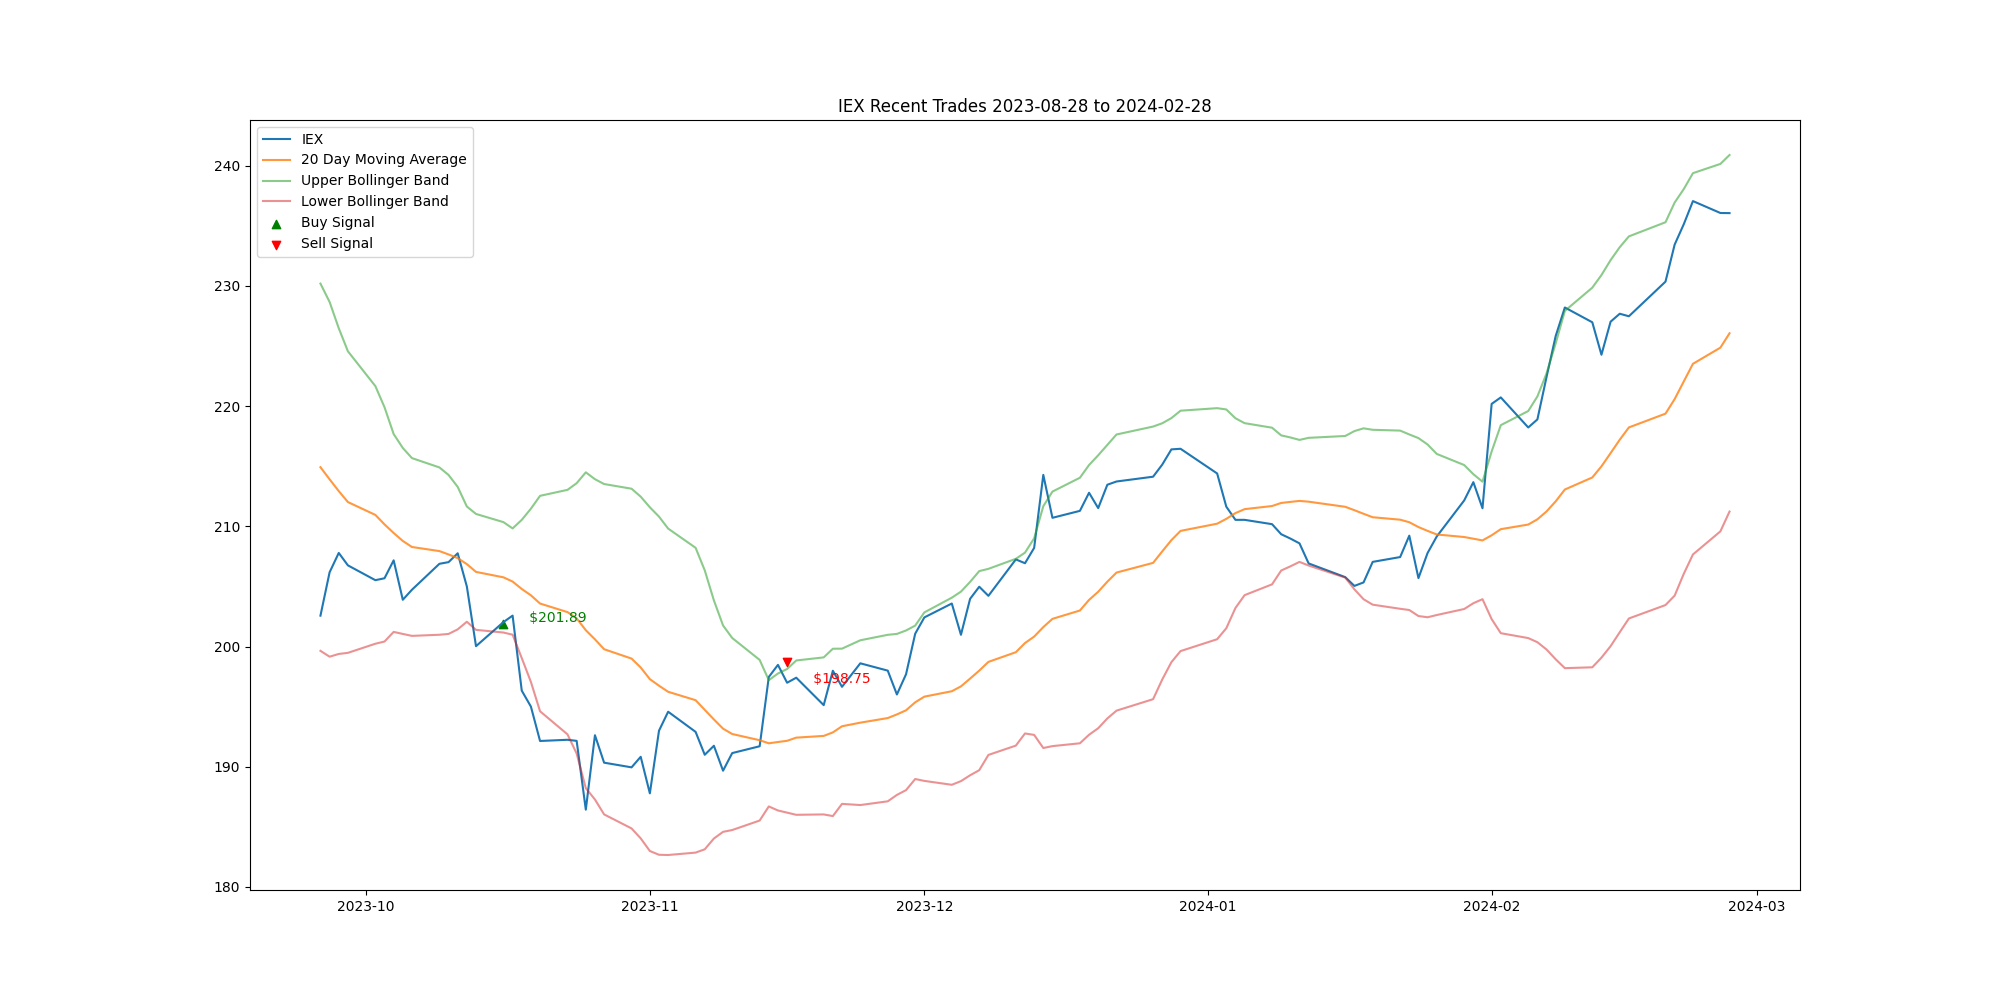 IEX Recent Trades 2023-08-28 to 2024-02-28
IEX
20 Day Moving Average
Upper Bollinger Band
Lower Bollinger Band
Buy Signal
Sell Signal
240
230
220
210
200
190
180
$201.89
$198.75
2023-10
2023-11
2023-12
2024-01
2024-02
2024-03